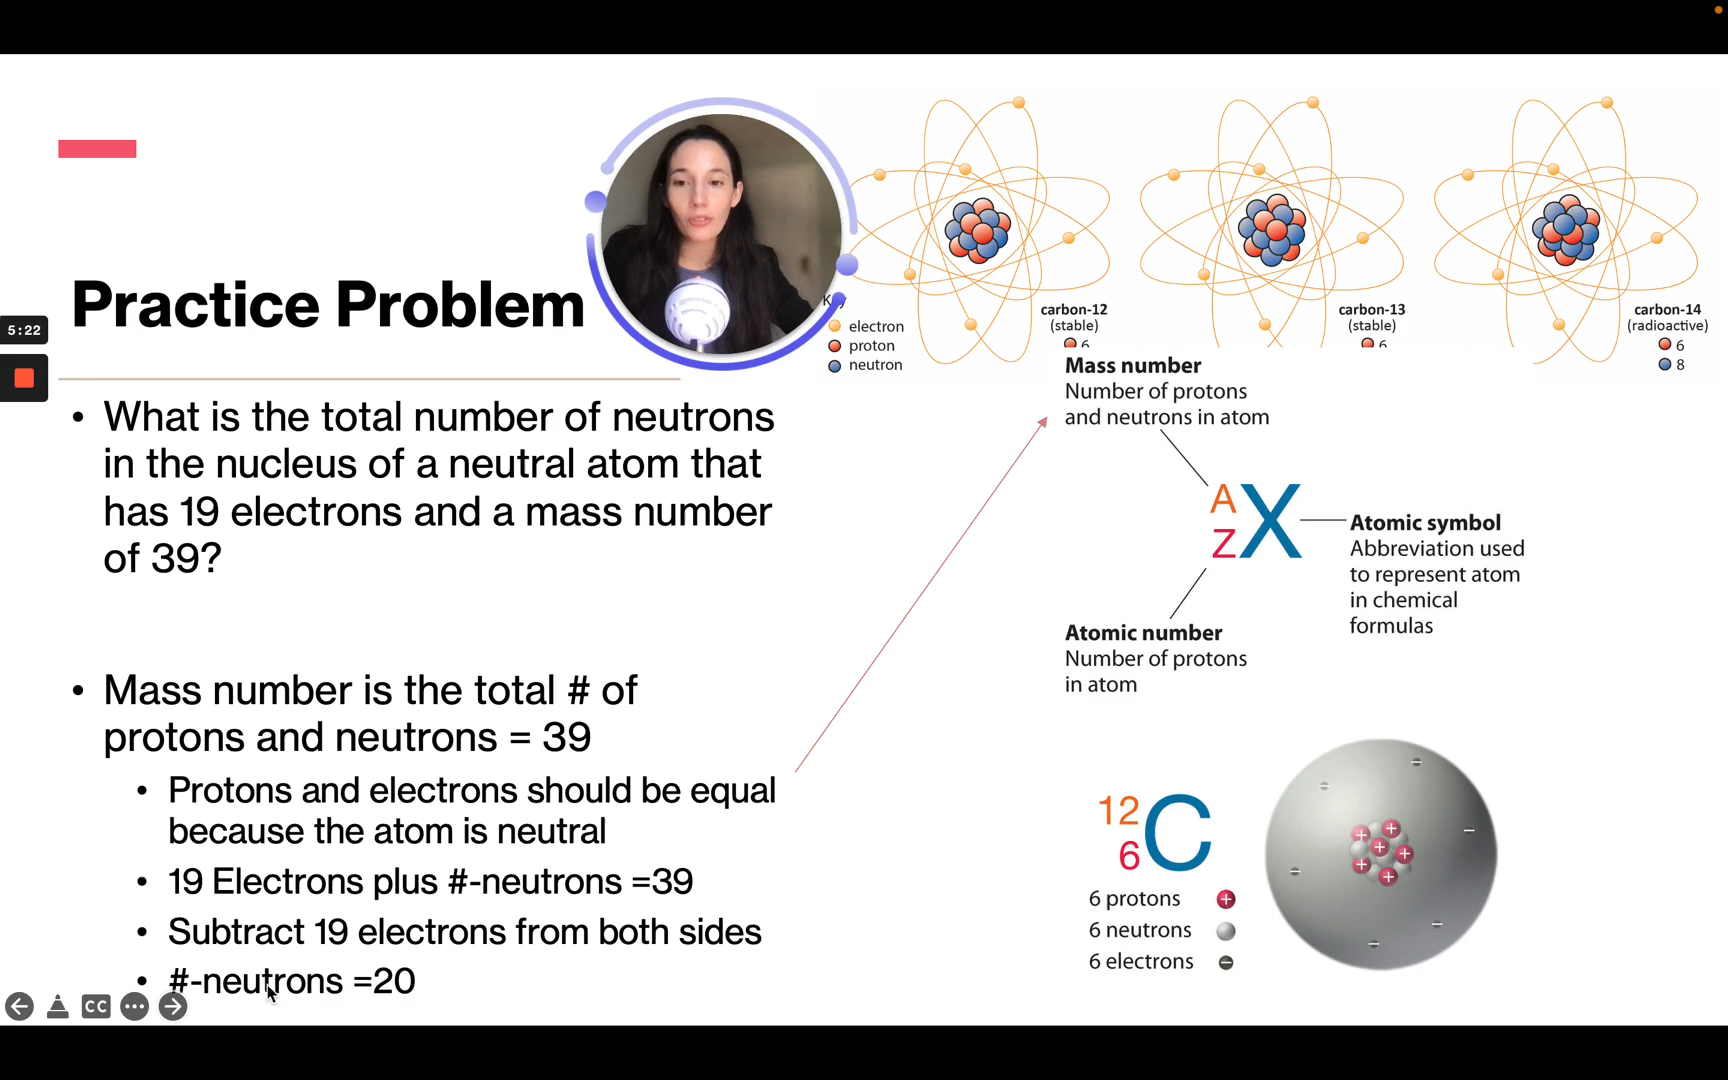 Practice Problem
5:22
• What is the total number of neutrons
in the nucleus of a neutral atom that
has 19 electrons and a mass number
of 39?
• Mass number is the total # of
protons and neutrons = 39
• Protons and electrons should be equal
because the atom is neutral
• 19 Electrons plus #-neutrons =39
• Subtract 19 electrons from both sides
• #-neutrons =20
CC
electron
proton
neutron
carbon-12
(stable)
6
carbon-13
(stable)
6
carbon-14
(radioactive)
6
8
Mass number
Number of protons
and neutrons in atom
A
Z
X
Atomic symbol
Abbreviation used
to represent atom
in chemical
formulas
Atomic number
Number of protons
in atom
12
6
C
6 protons +
6 neutrons
6 electrons −